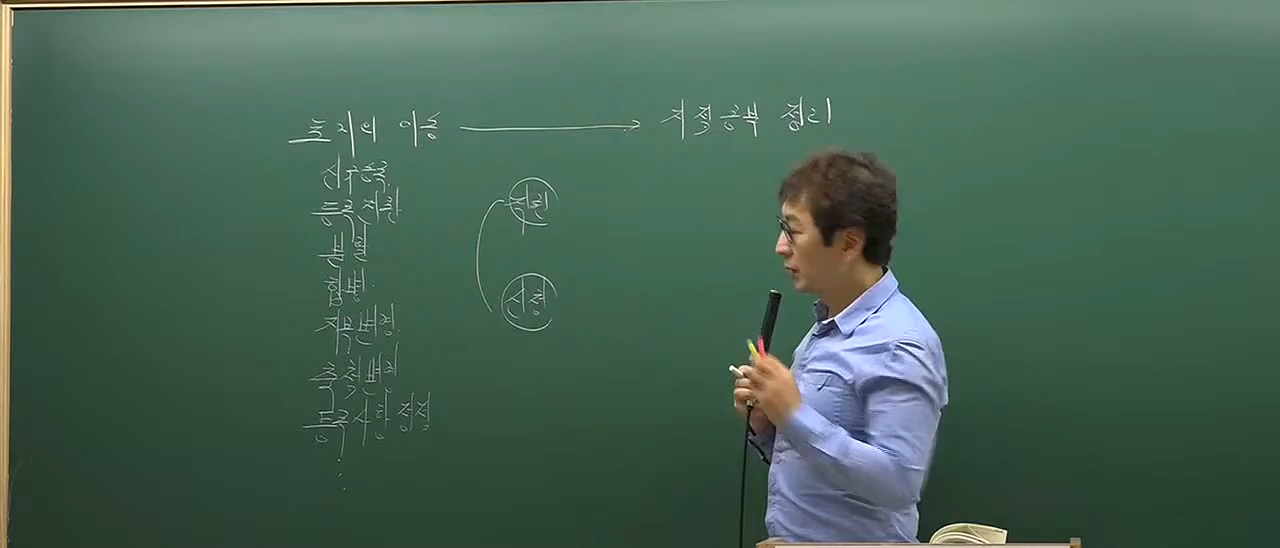 토지의 이동 → 지적공부 정리
신규등록
등록전환
분할
합병
지목변경
축척변경
등록사항 정정
직권
신청